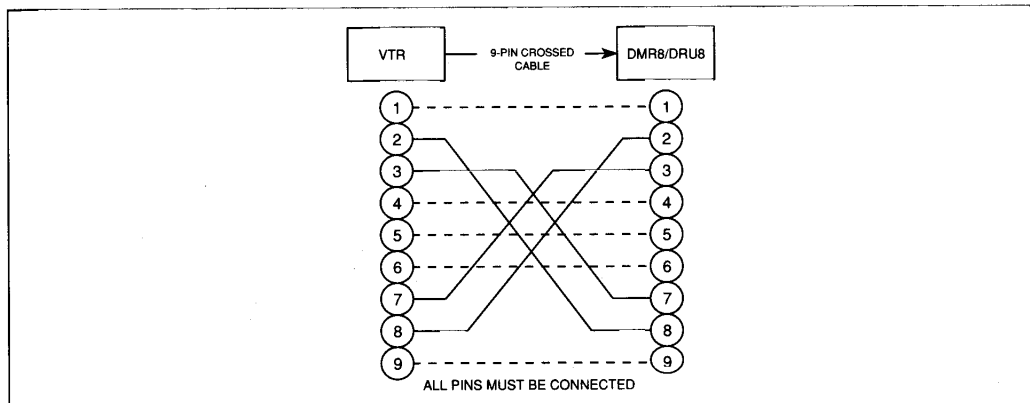 VTR
9-PIN CROSSED
CABLE
DMR8/DRU8
1 1
2 2
3 3
4 4
5 5
6 6
7 7
8 8
9 9
ALL PINS MUST BE CONNECTED